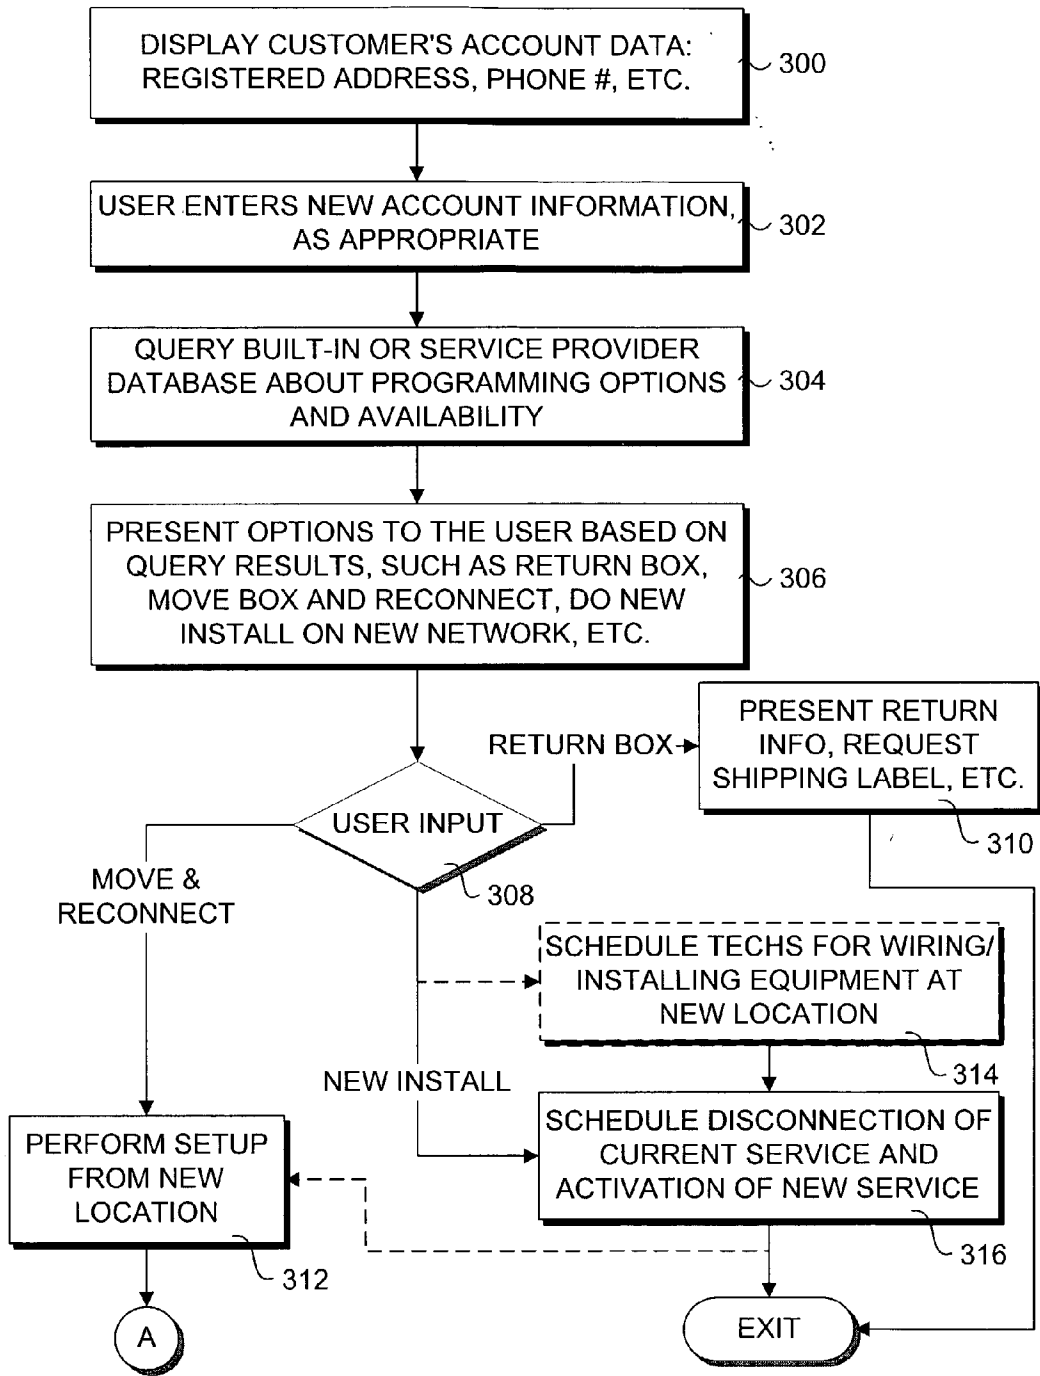 DISPLAY CUSTOMER'S ACCOUNT DATA:
REGISTERED ADDRESS, PHONE #, ETC.
300
USER ENTERS NEW ACCOUNT INFORMATION,
AS APPROPRIATE
302
QUERY BUILT-IN OR SERVICE PROVIDER
DATABASE ABOUT PROGRAMMING OPTIONS
AND AVAILABILITY
304
PRESENT OPTIONS TO THE USER BASED ON
QUERY RESULTS, SUCH AS RETURN BOX,
MOVE BOX AND RECONNECT, DO NEW
INSTALL ON NEW NETWORK, ETC.
306
RETURN BOX
PRESENT RETURN
INFO, REQUEST
SHIPPING LABEL, ETC.
310
USER INPUT
308
MOVE &
RECONNECT
SCHEDULE TECHS FOR WIRING/
INSTALLING EQUIPMENT AT
NEW LOCATION
314
NEW INSTALL
SCHEDULE DISCONNECTION OF
CURRENT SERVICE AND
ACTIVATION OF NEW SERVICE
316
PERFORM SETUP
FROM NEW
LOCATION
312
A
EXIT